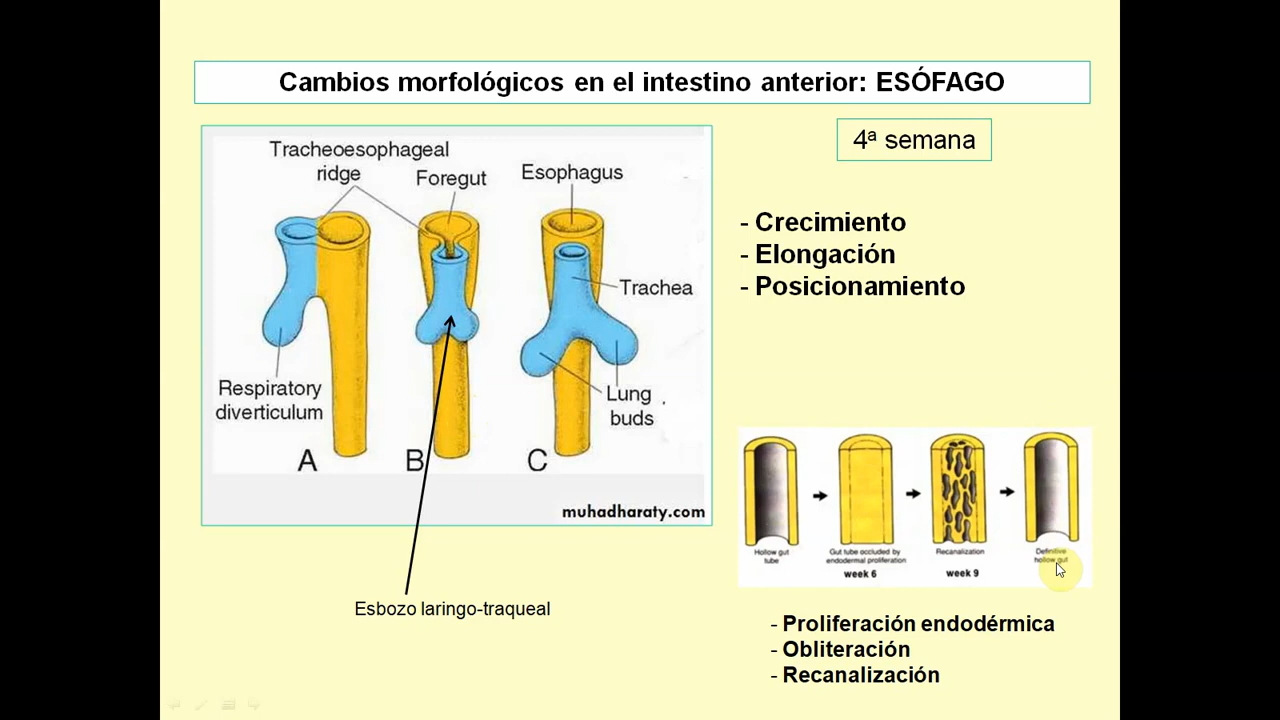 Cambios morfológicos en el intestino anterior: ESÓFAGO
4ª semana
Tracheoesophageal
ridge
Foregut
Esophagus
Trachea
Respiratory
diverticulum
Lung
buds
A
B
C
muhadharaty.com
Esbozo laringo-traqueal
- Crecimiento
- Elongación
- Posicionamiento
Hollow gut
tube
Gut tube occluded by
endodermal proliferation
week 6
Recanalization
week 9
Definitive
hollow gut
- Proliferación endodérmica
- Obliteración
- Recanalización